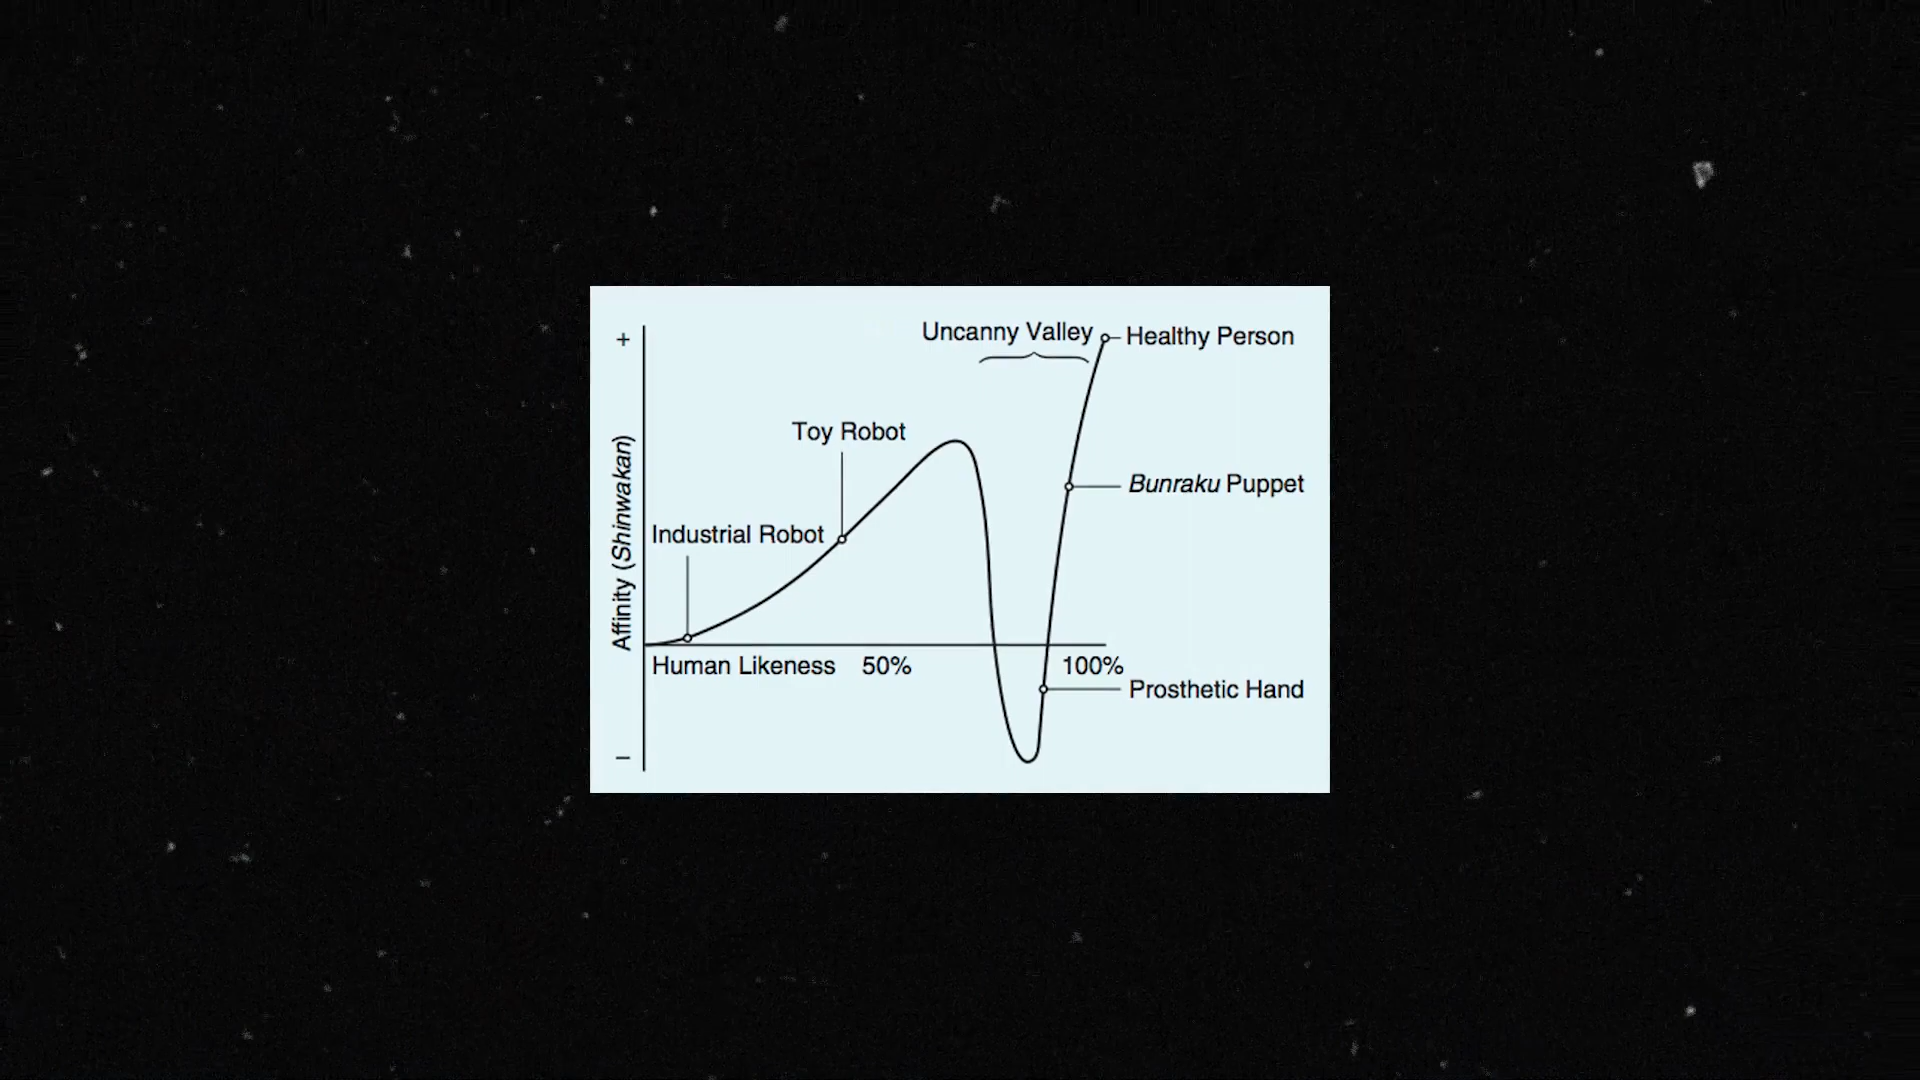 Uncanny Valley
Healthy Person
+
Toy Robot
Bunraku Puppet
Industrial Robot
Affinity (Shinwakan)
Human Likeness 50% 100%
Prosthetic Hand
–